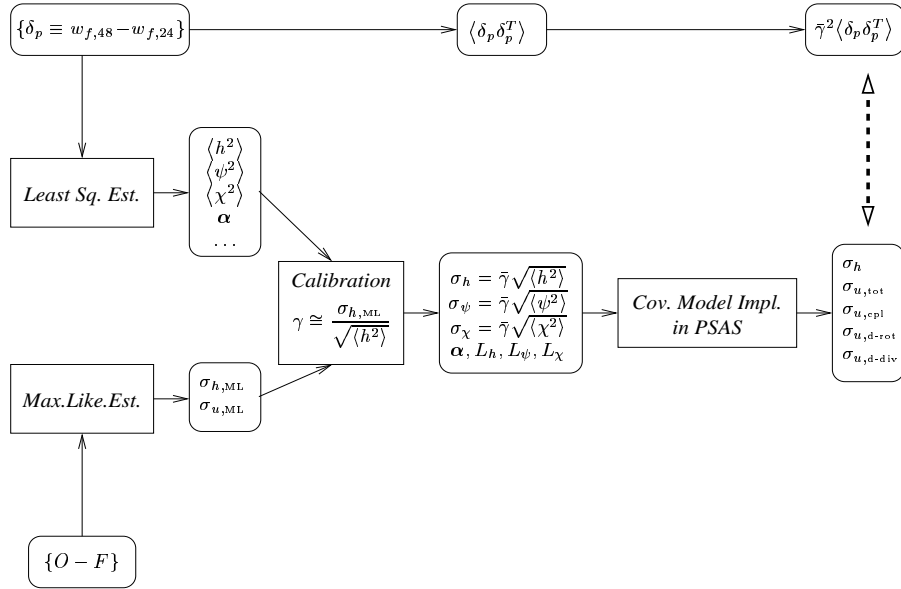 {δ_p ≡ w_{f,48} − w_{f,24}}
⟨δ_p δ_p^T⟩
γ̄²⟨δ_p δ_p^T⟩
Least Sq. Est.
⟨h²⟩
⟨ψ²⟩
⟨χ²⟩
α
...
Calibration
γ ≅ σ_{h,ML} / √⟨h²⟩
σ_h = γ̄√⟨h²⟩
σ_ψ = γ̄√⟨ψ²⟩
σ_χ = γ̄√⟨χ²⟩
α, L_h, L_ψ, L_χ
Cov. Model Impl.
in PSAS
σ_h
σ_{u,tot}
σ_{u,cpl}
σ_{u,d-rot}
σ_{u,d-div}
Max.Like.Est.
σ_{h,ML}
σ_{u,ML}
{O − F}